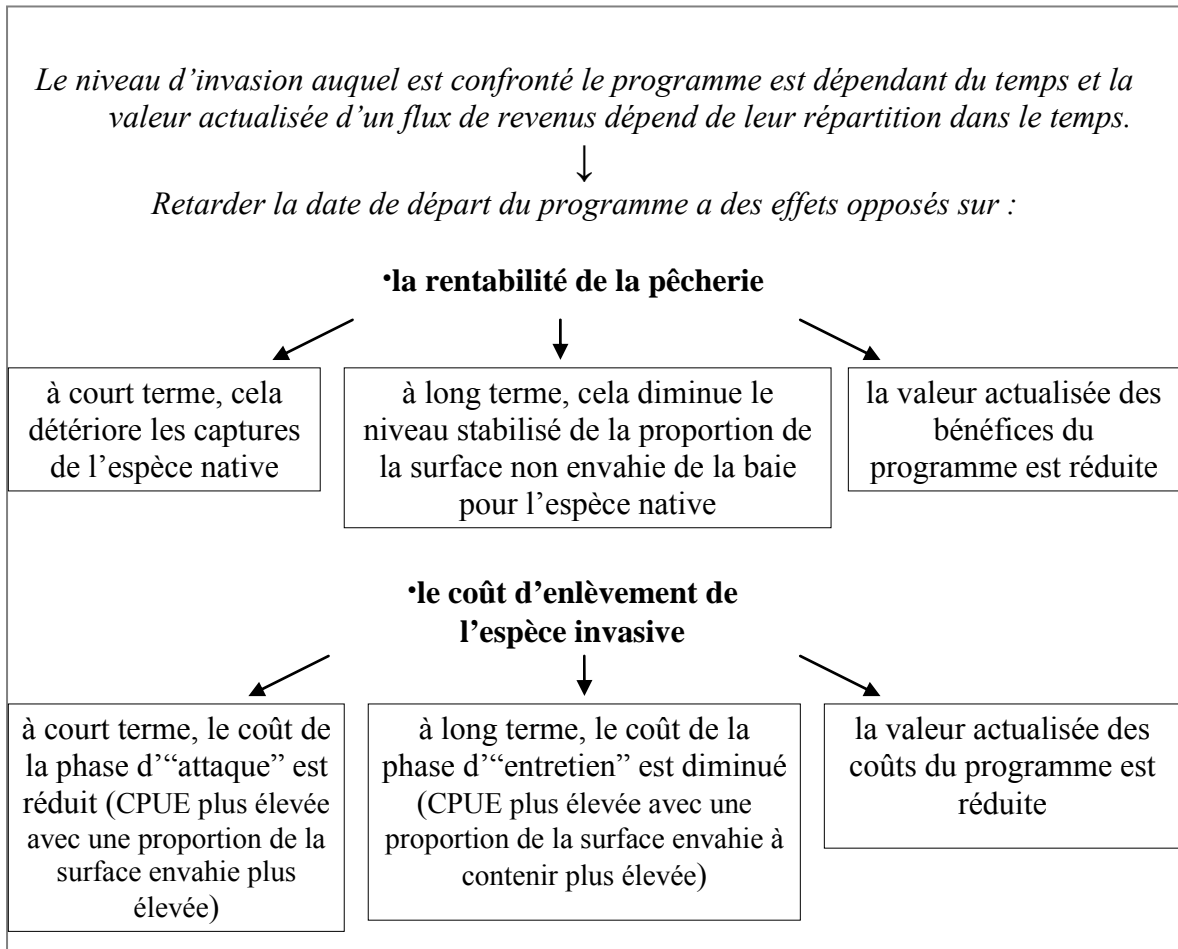 Le niveau d’invasion auquel est confronté le programme est dépendant du temps et la
valeur actualisée d’un flux de revenus dépend de leur répartition dans le temps.
↓
Retarder la date de départ du programme a des effets opposés sur :
•la rentabilité de la pêcherie
à court terme, cela
détériore les captures
de l’espèce native
à long terme, cela diminue le
niveau stabilisé de la proportion de
la surface non envahie de la baie
pour l’espèce native
la valeur actualisée des
bénéfices du
programme est réduite
•le coût d’enlèvement de
l’espèce invasive
à court terme, le coût de
la phase d’“attaque” est
réduit (CPUE plus élevée
avec une proportion de la
surface envahie plus
élevée)
à long terme, le coût de la
phase d’“entretien” est diminué
(CPUE plus élevée avec une
proportion de la surface envahie à
contenir plus élevée)
la valeur actualisée des
coûts du programme est
réduite